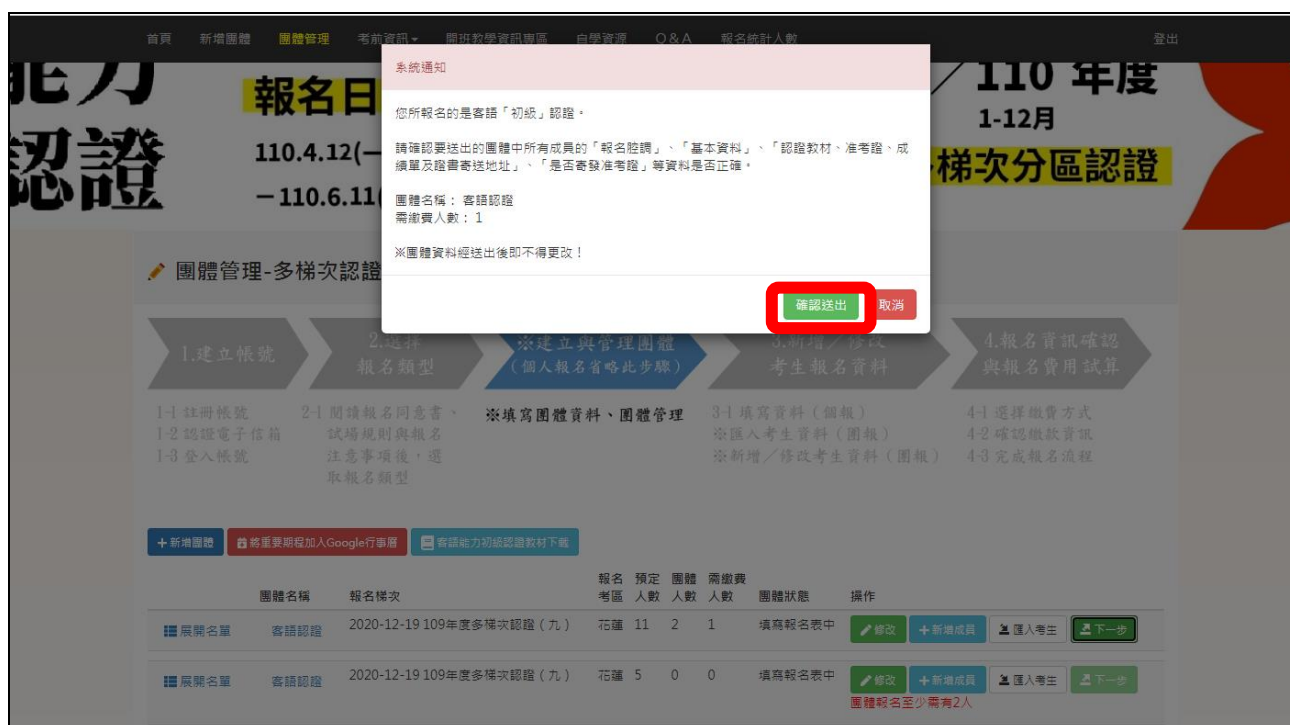 首頁 新增團體 團體管理 考前資訊 開班教學資訊專區 自學資源 Q&A 報名統計人數 登出
系統通知
您所報名的是客語「初級」認證。
請確認要送出的團體中所有成員的「報名腔調」、「基本資料」、「認證教材、准考證、成
績單及證書寄送地址」、「是否寄發准考證」等資料是否正確。
團體名稱： 客語認證
需繳費人數： 1
※團體資料經送出後即不得更改！
確認送出 取消
能力
認證
報名日
110.4.12(一
－110.6.11(
／110 年度
1-12月
梯次分區認證
團體管理-多梯次認證
1.建立帳號
2.選擇
報名類型
※建立與管理團體
（個人報名省略此步驟）
3.新增／修改
考生報名資料
4.報名資訊確認
與報名費用試算
1-1 註冊帳號
1-2 認證電子信箱
1-3 登入帳號
2-1 閱讀報名同意書、
試場規則與報名
注意事項後，選
取報名類型
※填寫團體資料、團體管理
3-1 填寫資料（個報）
※匯入考生資料（團報）
※新增／修改考生資料（團報）
4-1 選擇繳費方式
4-2 確認繳款資訊
4-3 完成報名流程
新增團體 將重要期程加入Google行事曆 客語能力初級認證教材下載
團體名稱 報名梯次 報名考區 預定人數 團體人數 需繳費人數 團體狀態 操作
展開名單 客語認證 2020-12-19 109年度多梯次認證（九） 花蓮 11 2 1 填寫報名表中 修改 新增成員 匯入考生 下一步
展開名單 客語認證 2020-12-19 109年度多梯次認證（九） 花蓮 5 0 0 填寫報名表中 修改 新增成員 匯入考生 下一步
團體報名至少需有2人